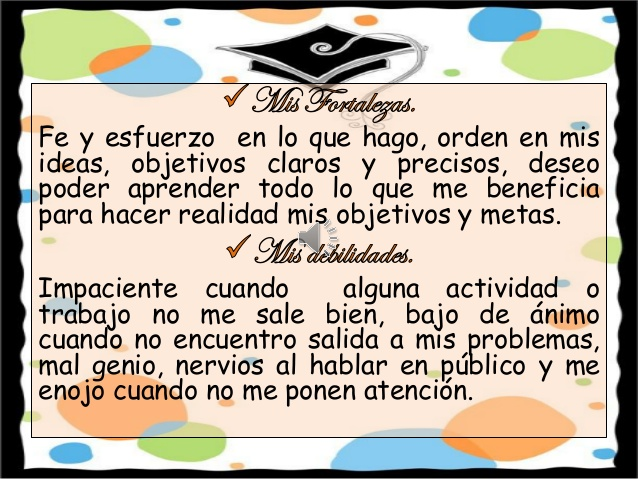 ✓ Mis Fortalezas.
Fe y esfuerzo en lo que hago, orden en mis
ideas, objetivos claros y precisos, deseo
poder aprender todo lo que me beneficia
para hacer realidad mis objetivos y metas.
✓ Mis debilidades.
Impaciente cuando alguna actividad o
trabajo no me sale bien, bajo de ánimo
cuando no encuentro salida a mis problemas,
mal genio, nervios al hablar en público y me
enojo cuando no me ponen atención.